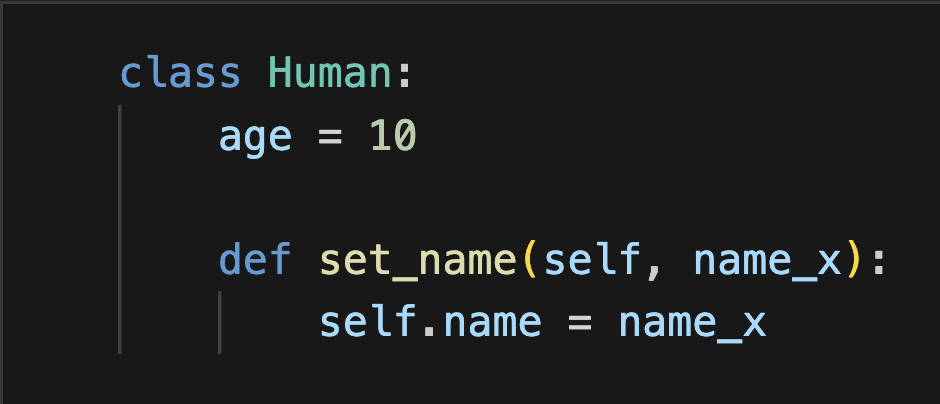 class Human:
    age = 10

    def set_name(self, name_x):
        self.name = name_x